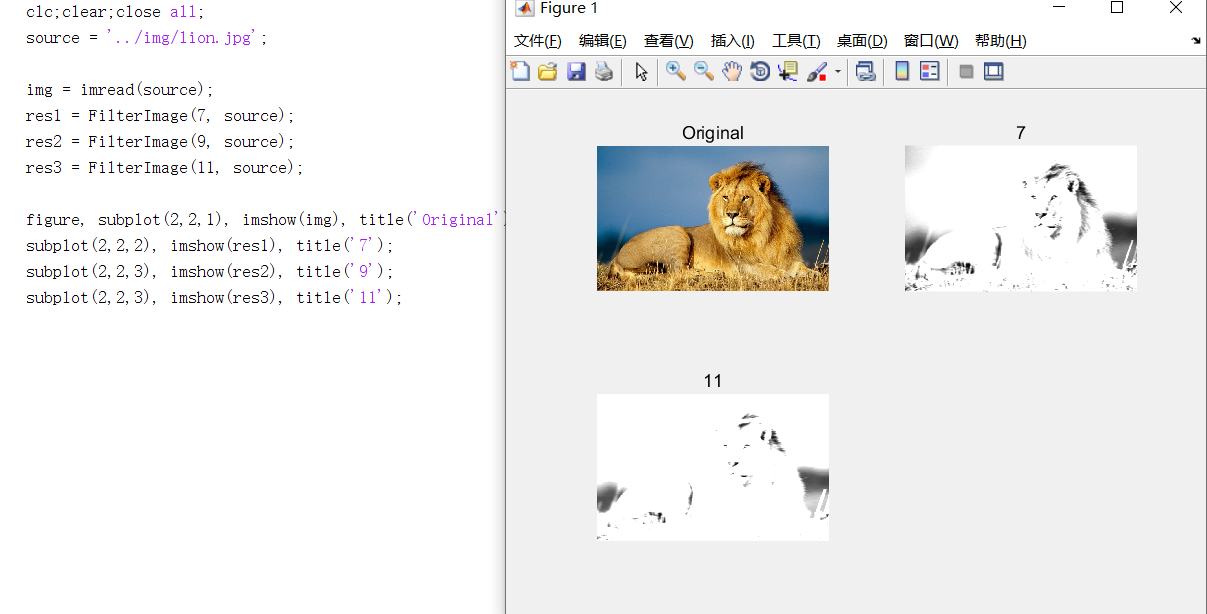 clc;clear;close all;
source = '../img/lion.jpg';
img = imread(source);
res1 = FilterImage(7, source);
res2 = FilterImage(9, source);
res3 = FilterImage(11, source);
figure, subplot(2,2,1), imshow(img), title('Original')
subplot(2,2,2), imshow(res1), title('7');
subplot(2,2,3), imshow(res2), title('9');
subplot(2,2,3), imshow(res3), title('11');
Figure 1
文件(F) 编辑(E) 查看(V) 插入(I) 工具(T) 桌面(D) 窗口(W) 帮助(H)
Original
7
11